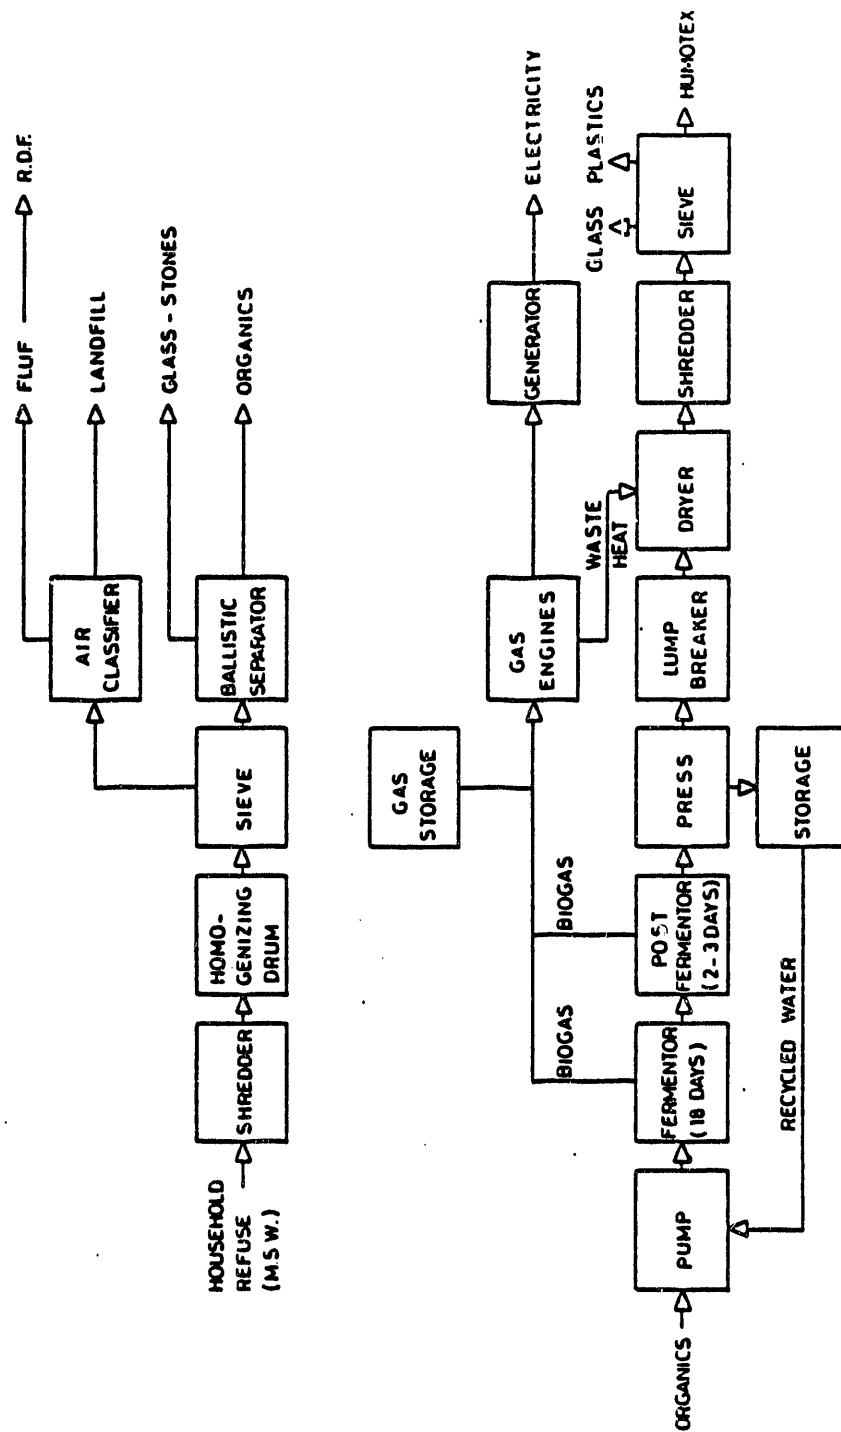 HOUSEHOLD
REFUSE
(M.S.W.)
SHREDDER
HOMO-
GENIZING
DRUM
SIEVE
AIR
CLASSIFIER
BALLISTIC
SEPARATOR
FLUF
R.D.F.
LANDFILL
GLASS - STONES
ORGANICS
ORGANICS
PUMP
FERMENTOR
(18 DAYS)
POST
FERMENTOR
(2-3 DAYS)
BIOGAS
BIOGAS
GAS
STORAGE
GAS
ENGINES
GENERATOR
ELECTRICITY
WASTE
HEAT
PRESS
LUMP
BREAKER
DRYER
SHREDDER
SIEVE
GLASS
PLASTICS
HUMOTEX
STORAGE
RECYCLED WATER